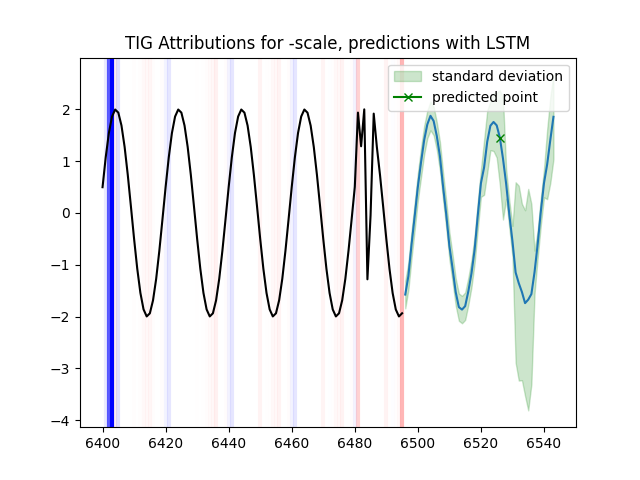 TIG Attributions for -scale, predictions with LSTM
standard deviation
predicted point
2
1
0
−1
−2
−3
−4
6400 6420 6440 6460 6480 6500 6520 6540